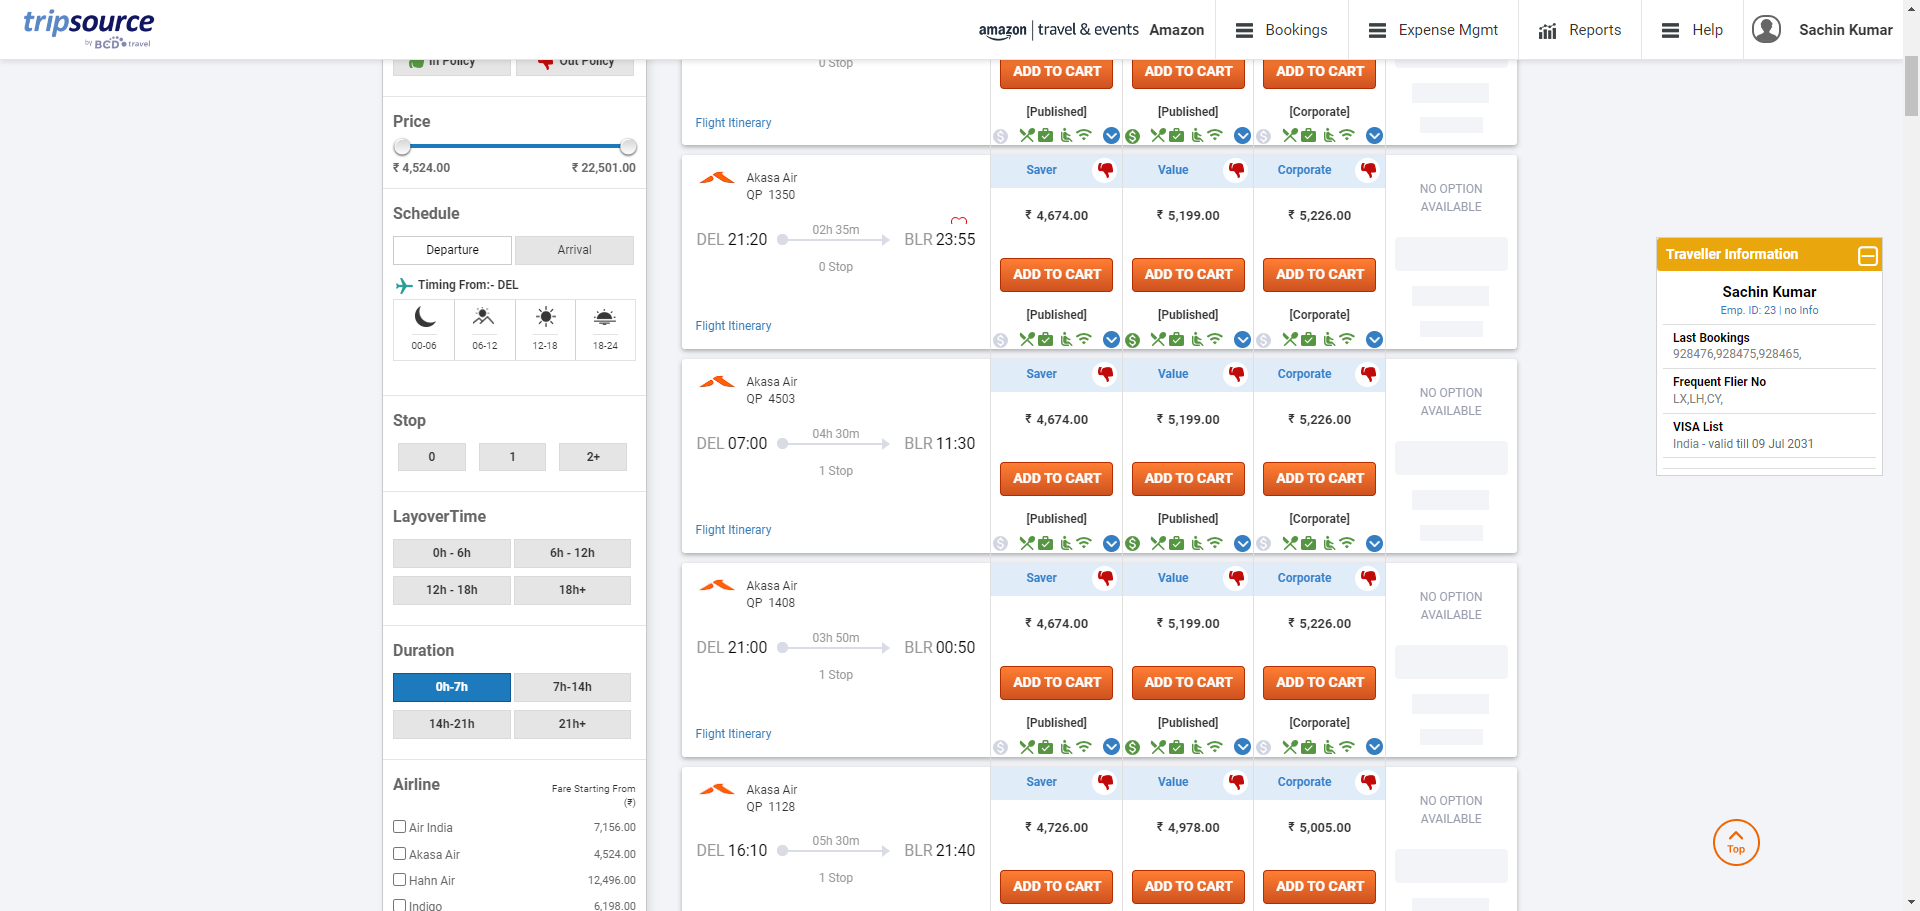 tripsource
by BCD travel
amazon travel & events Amazon
Bookings
Expense Mgmt
Reports
Help
Sachin Kumar
In Policy
Out Policy
Price
₹ 4,524.00 ₹ 22,501.00
Schedule
Departure Arrival
Timing From:- DEL
00-06 06-12 12-18 18-24
Stop
0 1 2+
LayoverTime
0h - 6h 6h - 12h
12h - 18h 18h+
Duration
0h-7h 7h-14h
14h-21h 21h+
Airline Fare Starting From
(₹)
Air India 7,156.00
Akasa Air 4,524.00
Hahn Air 12,496.00
Indigo 6,198.00
0 Stop
ADD TO CART ADD TO CART ADD TO CART
[Published] [Published] [Corporate]
Flight Itinerary
Akasa Air
QP 1350
DEL 21:20 02h 35m BLR 23:55
0 Stop
Flight Itinerary
Saver Value Corporate
₹ 4,674.00 ₹ 5,199.00 ₹ 5,226.00
ADD TO CART ADD TO CART ADD TO CART
[Published] [Published] [Corporate]
NO OPTION
AVAILABLE
Akasa Air
QP 4503
DEL 07:00 04h 30m BLR 11:30
1 Stop
Flight Itinerary
Saver Value Corporate
₹ 4,674.00 ₹ 5,199.00 ₹ 5,226.00
ADD TO CART ADD TO CART ADD TO CART
[Published] [Published] [Corporate]
NO OPTION
AVAILABLE
Akasa Air
QP 1408
DEL 21:00 03h 50m BLR 00:50
1 Stop
Flight Itinerary
Saver Value Corporate
₹ 4,674.00 ₹ 5,199.00 ₹ 5,226.00
ADD TO CART ADD TO CART ADD TO CART
[Published] [Published] [Corporate]
NO OPTION
AVAILABLE
Akasa Air
QP 1128
DEL 16:10 05h 30m BLR 21:40
1 Stop
Saver Value Corporate
₹ 4,726.00 ₹ 4,978.00 ₹ 5,005.00
ADD TO CART ADD TO CART ADD TO CART
NO OPTION
AVAILABLE
Traveller Information
Sachin Kumar
Emp. ID: 23 | no Info
Last Bookings
928476,928475,928465,
Frequent Flier No
LX,LH,CY,
VISA List
India - valid till 09 Jul 2031
Top